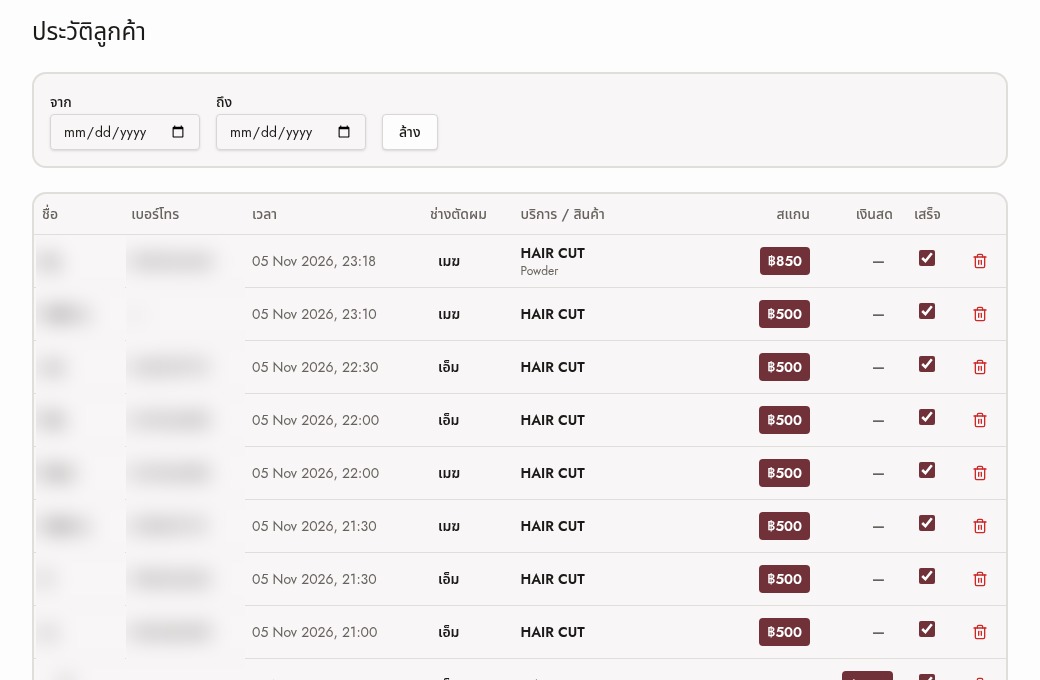 ประวัติลูกค้า
จาก ถึง
mm/dd/yyyy mm/dd/yyyy ล้าง
ชื่อ เบอร์โทร เวลา ช่างตัดผม บริการ / สินค้า สแกน เงินสด เสร็จ
05 Nov 2026, 23:18 เมฆ HAIR CUT ฿850 —
Powder
05 Nov 2026, 23:10 เมฆ HAIR CUT ฿500 —
05 Nov 2026, 22:30 เอ็ม HAIR CUT ฿500 —
05 Nov 2026, 22:00 เอ็ม HAIR CUT ฿500 —
05 Nov 2026, 22:00 เมฆ HAIR CUT ฿500 —
05 Nov 2026, 21:30 เมฆ HAIR CUT ฿500 —
05 Nov 2026, 21:30 เอ็ม HAIR CUT ฿500 —
05 Nov 2026, 21:00 เอ็ม HAIR CUT ฿500 —